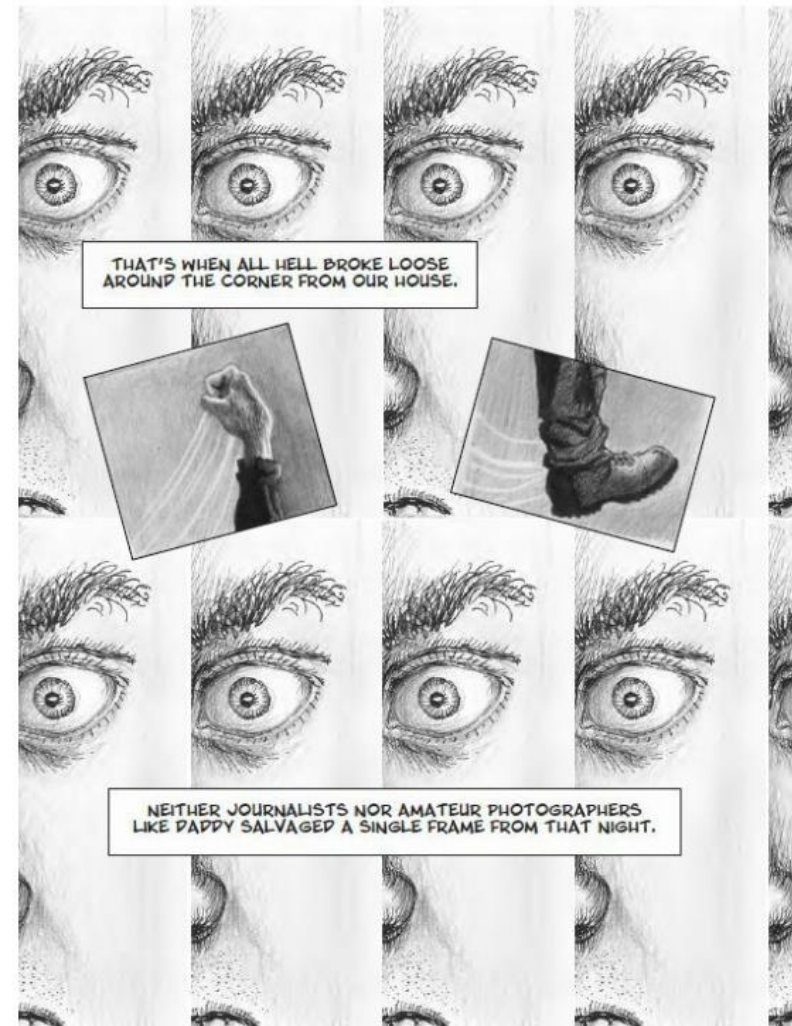 THAT'S WHEN ALL HELL BROKE LOOSE
AROUND THE CORNER FROM OUR HOUSE.
NEITHER JOURNALISTS NOR AMATEUR PHOTOGRAPHERS
LIKE DADDY SALVAGED A SINGLE FRAME FROM THAT NIGHT.